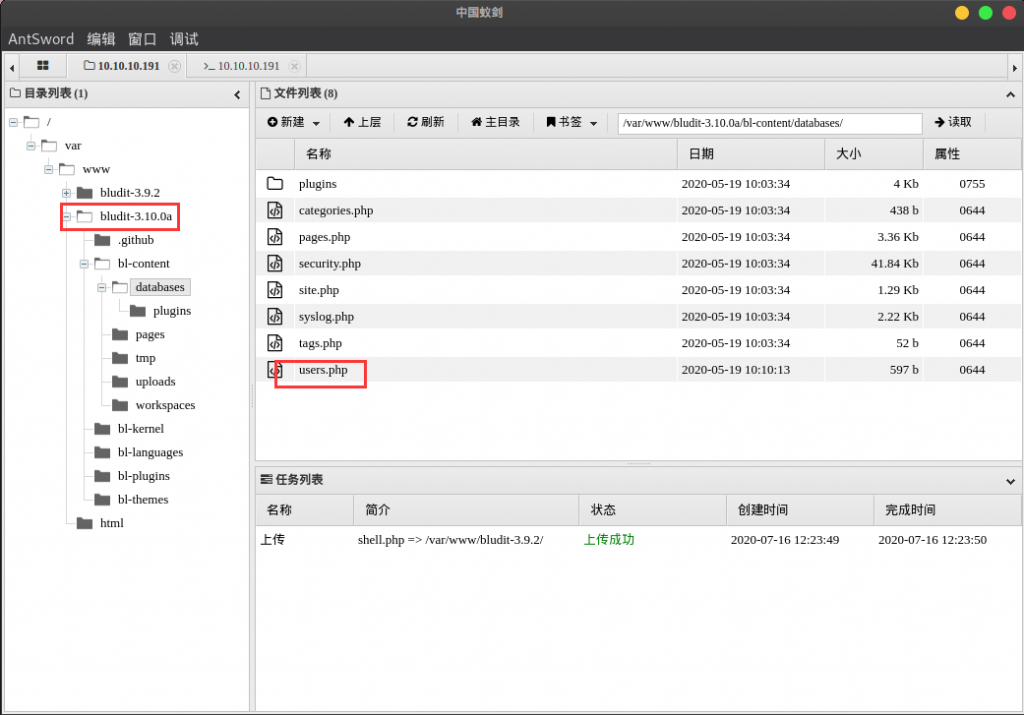 中国蚁剑
AntSword 编辑 窗口 调试
10.10.10.191 >_ 10.10.10.191
目录列表 (1)
/
var
www
bludit-3.9.2
bludit-3.10.0a
.github
bl-content
databases
plugins
pages
tmp
uploads
workspaces
bl-kernel
bl-languages
bl-plugins
bl-themes
html
文件列表 (8)
新建 上层 刷新 主目录 书签 /var/www/bludit-3.10.0a/bl-content/databases/ 读取
名称 日期 大小 属性
plugins 2020-05-19 10:03:34 4 Kb 0755
categories.php 2020-05-19 10:03:34 438 b 0644
pages.php 2020-05-19 10:03:34 3.36 Kb 0644
security.php 2020-05-19 10:03:34 41.84 Kb 0644
site.php 2020-05-19 10:03:34 1.29 Kb 0644
syslog.php 2020-05-19 10:03:34 2.22 Kb 0644
tags.php 2020-05-19 10:03:34 52 b 0644
users.php 2020-05-19 10:10:13 597 b 0644
任务列表
名称 简介 状态 创建时间 完成时间
上传 shell.php => /var/www/bludit-3.9.2/ 上传成功 2020-07-16 12:23:49 2020-07-16 12:23:50